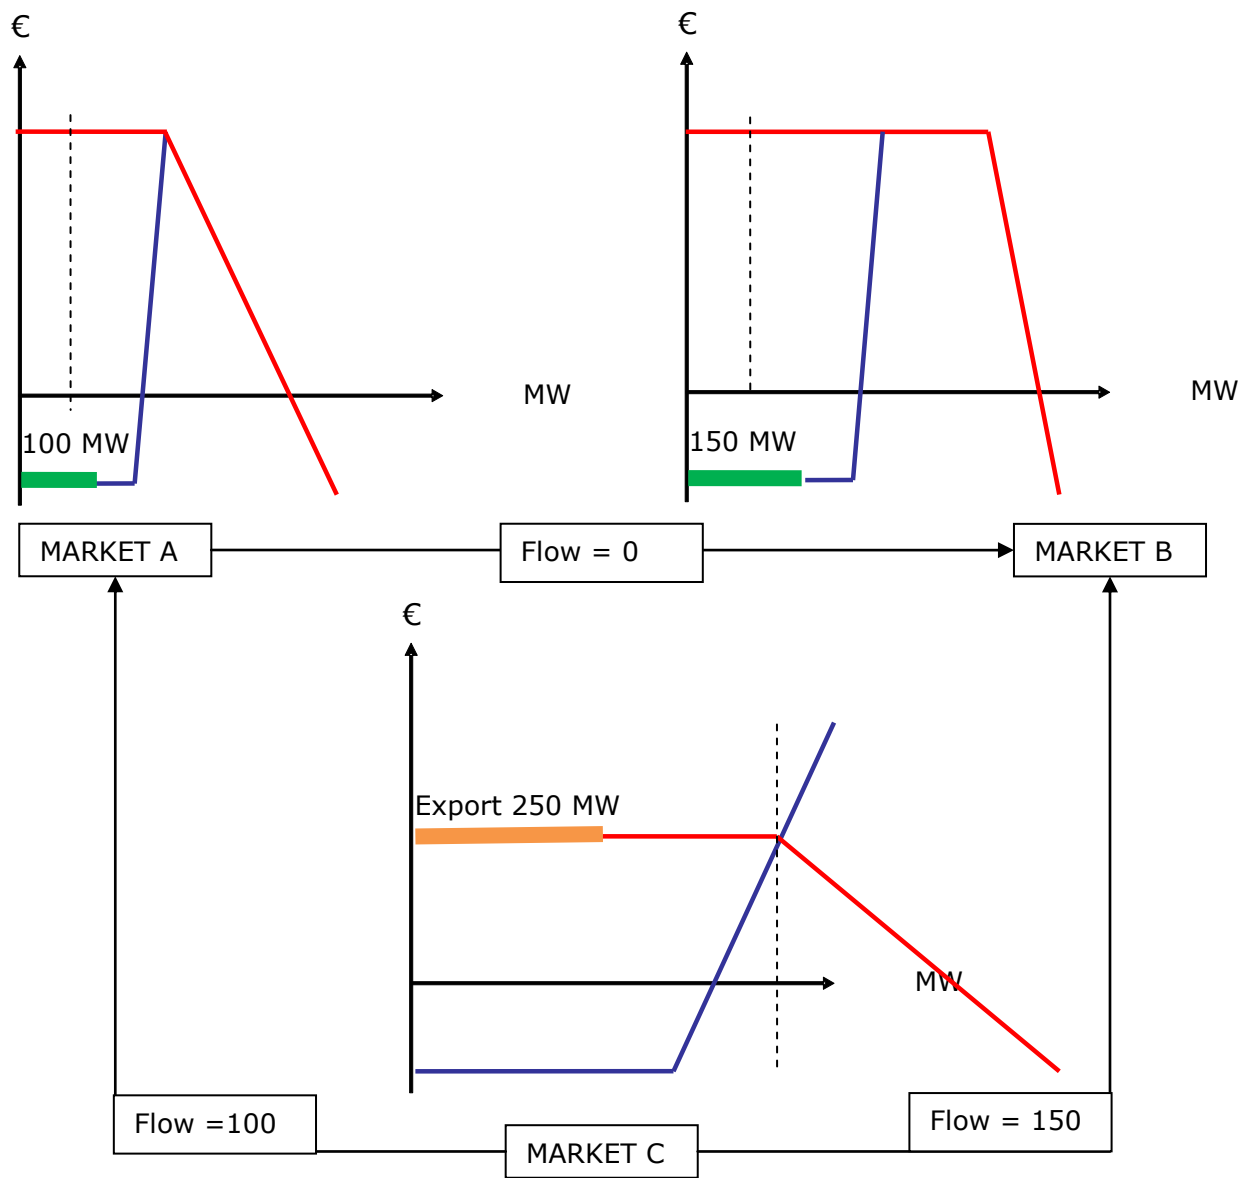 €
€
MW
MW
100 MW
150 MW
MARKET A
Flow = 0
MARKET B
€
Export 250 MW
MW
Flow =100
Flow = 150
MARKET C